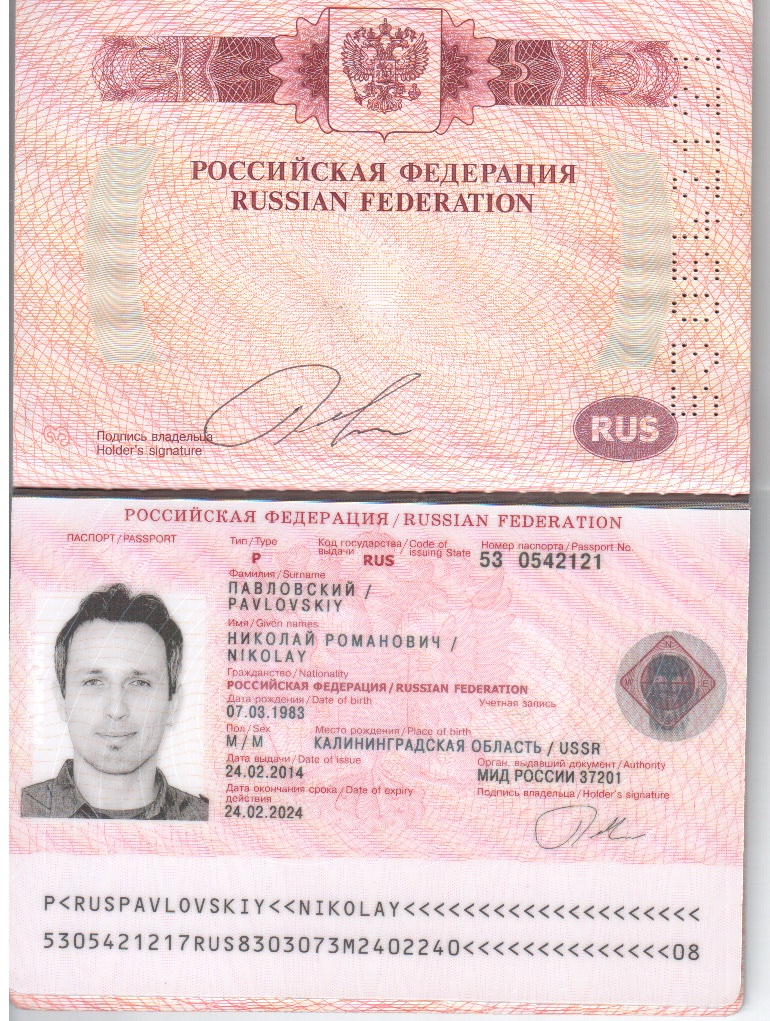 РОССИЙСКАЯ ФЕДЕРАЦИЯ
RUSSIAN FEDERATION
53 0542121
Подпись владельца
Holder's signature
RUS
РОССИЙСКАЯ ФЕДЕРАЦИЯ/RUSSIAN FEDERATION
ПАСПОРТ/PASSPORT
Тип/Type
Код государства/Code of
выдачи issuing State
Номер паспорта/Passport No.
P
RUS
53 0542121
Фамилия/Surname
ПАВЛОВСКИЙ /
PAVLOVSKIY
Имя/Given names
НИКОЛАЙ РОМАНОВИЧ /
NIKOLAY
Гражданство/Nationality
РОССИЙСКАЯ ФЕДЕРАЦИЯ/RUSSIAN FEDERATION
Дата рождения/Date of birth
Учетная запись
07.03.1983
Пол/Sex
Место рождения/Place of birth
М/M
КАЛИНИНГРАДСКАЯ ОБЛАСТЬ / USSR
Дата выдачи/Date of issue
Орган, выдавший документ/Authority
24.02.2014
МИД РОССИИ 37201
Дата окончания срока/Date of expiry
действия
Подпись владельца/Holder's signature
24.02.2024
P<RUSPAVLOVSKIY<<NIKOLAY<<<<<<<<<<<<<<<<<<<<
5305421217RUS8303073M2402240<<<<<<<<<<<<<<08